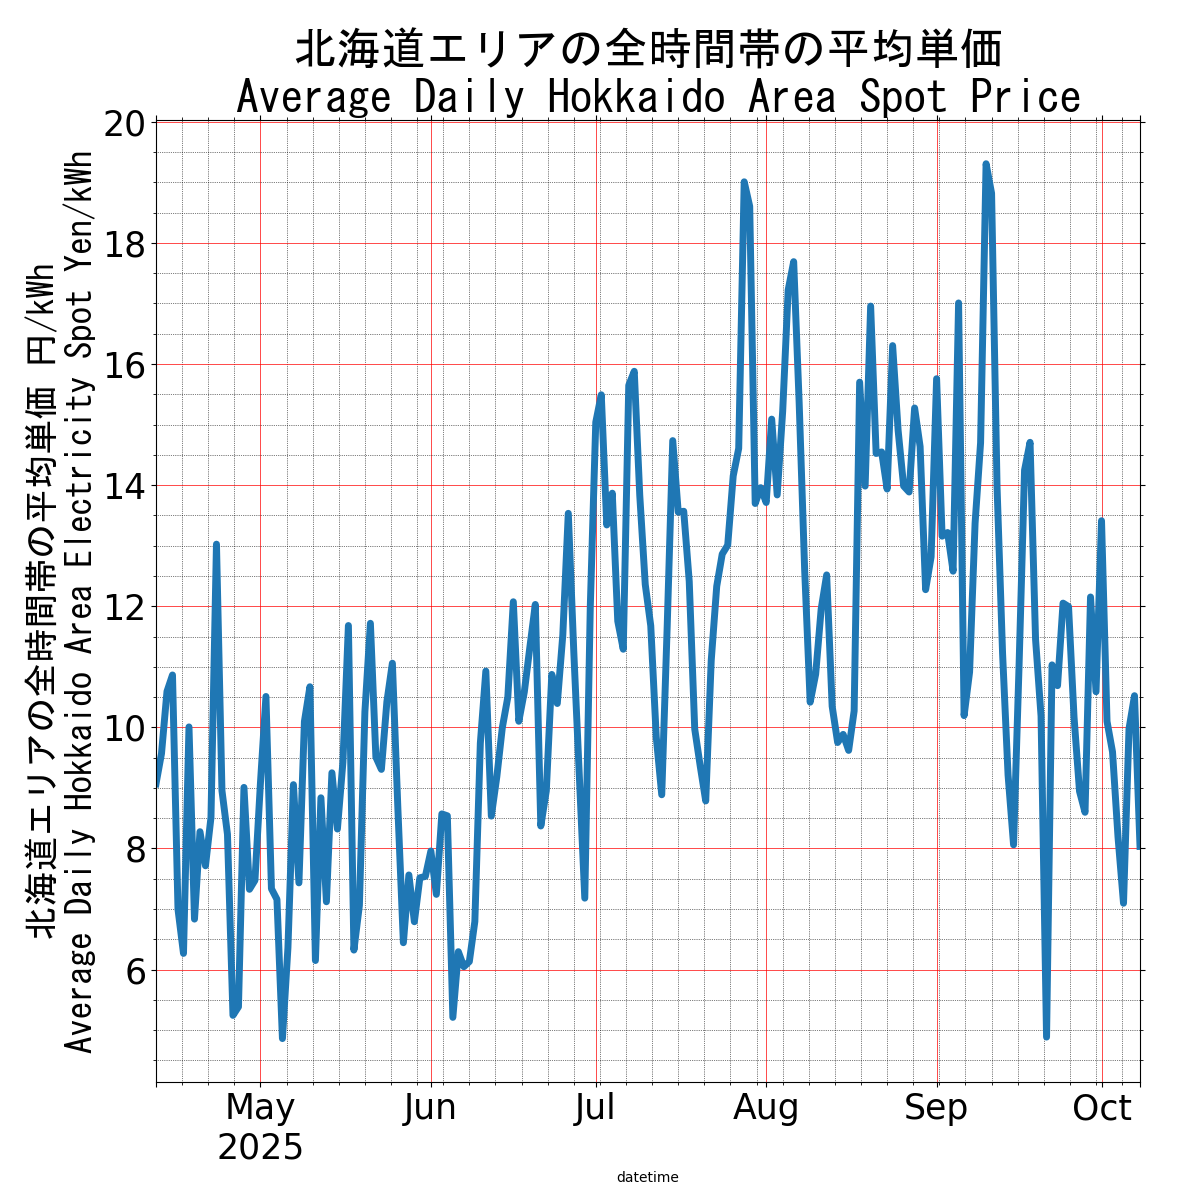 北海道エリアの全時間帯の平均単価
Average Daily Hokkaido Area Spot Price
北海道エリアの全時間帯の平均単価 円/kWh
Average Daily Hokkaido Area Electricity Spot Yen/kWh
20
18
16
14
12
10
8
6
May
2025
Jun
Jul
Aug
Sep
Oct
datetime